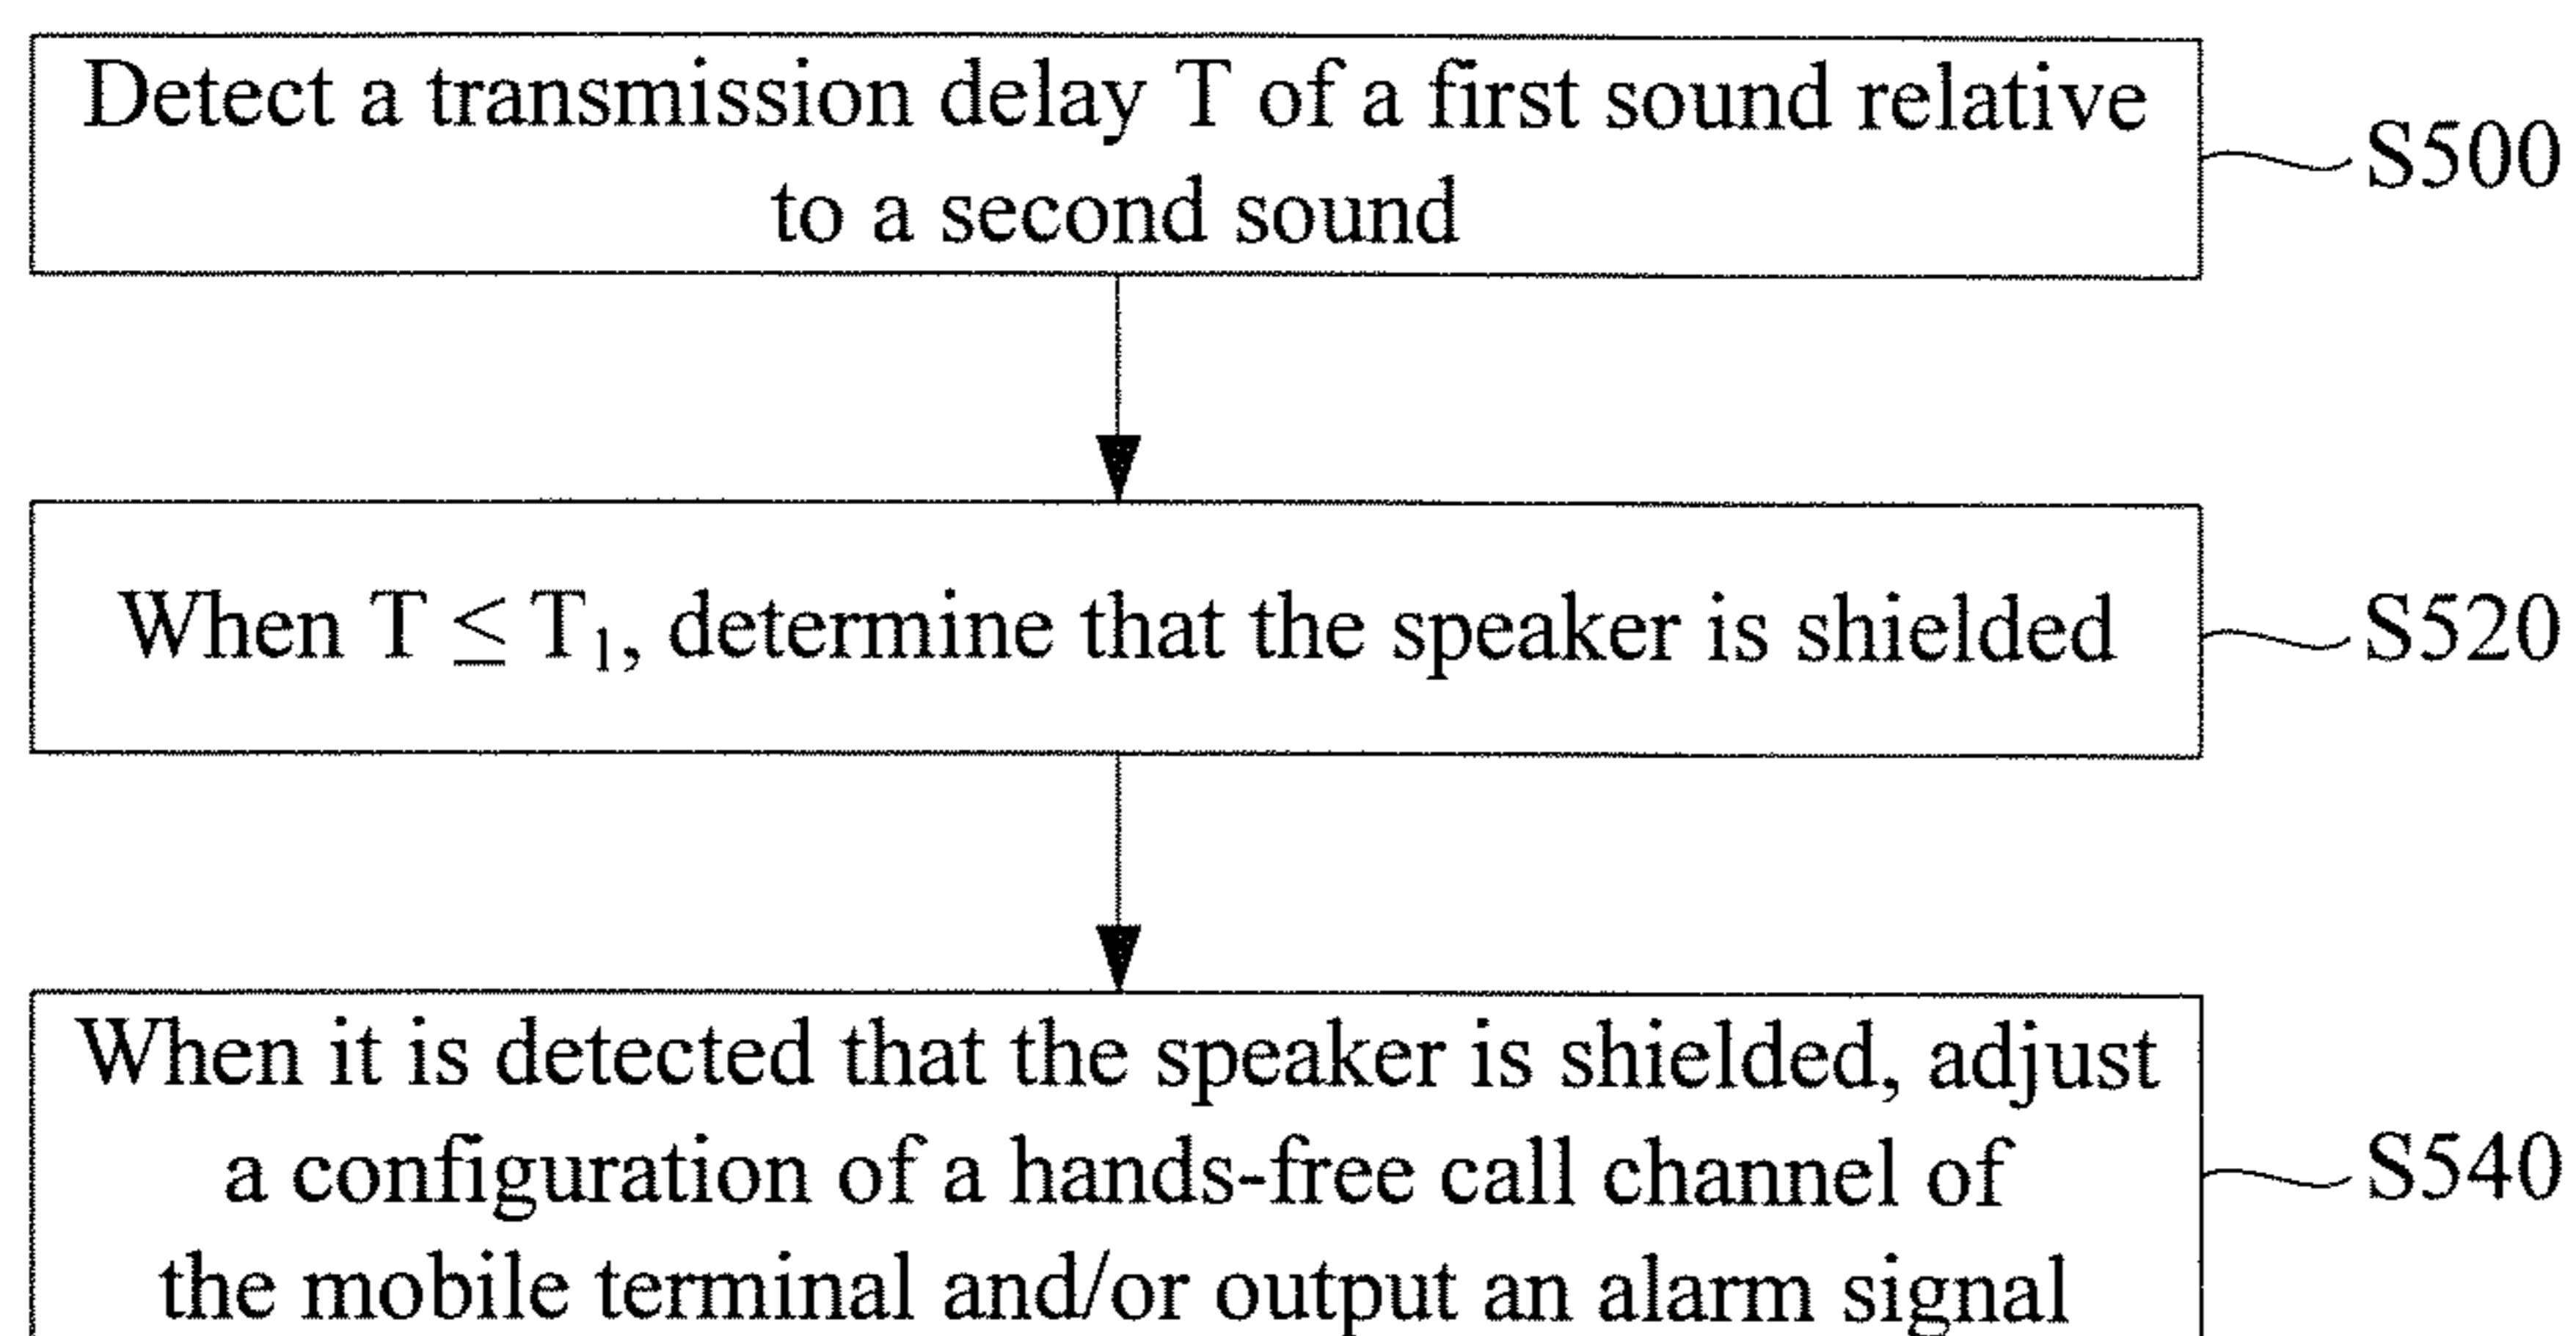 Detect a transmission delay T of a first sound relative
to a second sound
S500
When T ≤ T₁, determine that the speaker is shielded
S520
When it is detected that the speaker is shielded, adjust
a configuration of a hands-free call channel of
the mobile terminal and/or output an alarm signal
S540